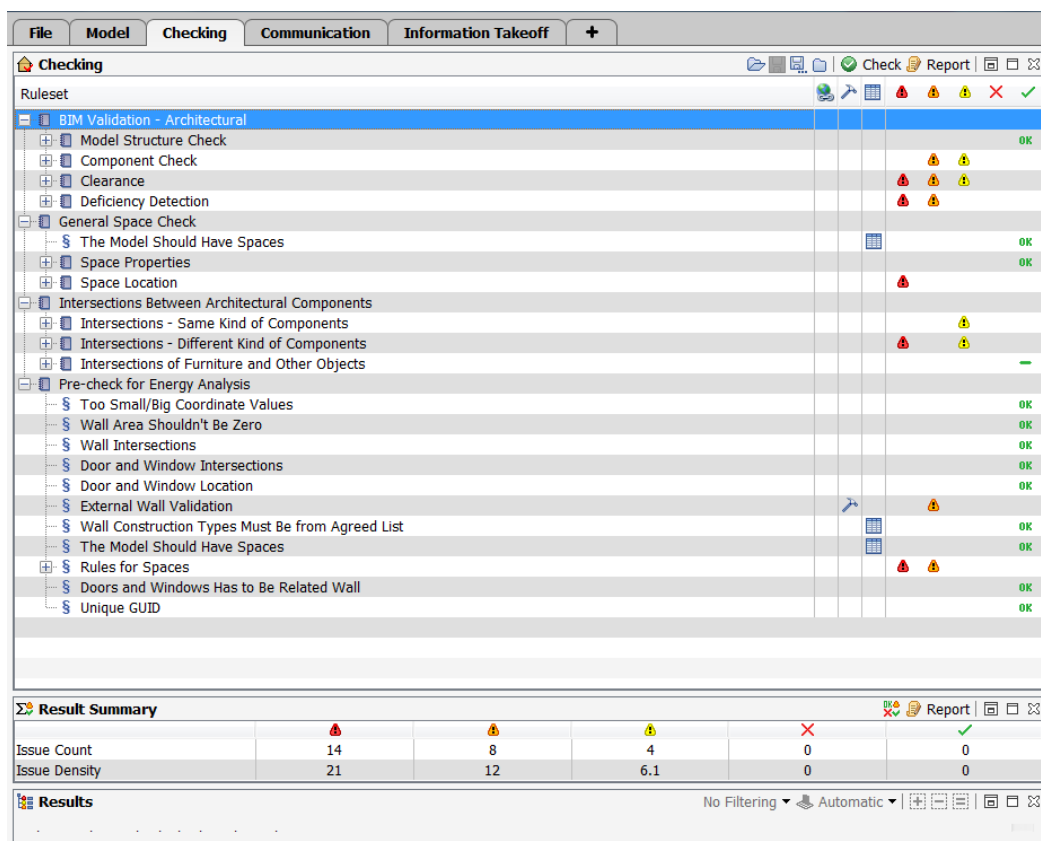 File Model Checking Communication Information Takeoff +
Checking Check Report
Ruleset
BIM Validation - Architectural
Model Structure Check OK
Component Check
Clearance
Deficiency Detection
General Space Check
§ The Model Should Have Spaces OK
Space Properties OK
Space Location
Intersections Between Architectural Components
Intersections - Same Kind of Components
Intersections - Different Kind of Components
Intersections of Furniture and Other Objects
Pre-check for Energy Analysis
§ Too Small/Big Coordinate Values OK
§ Wall Area Shouldn't Be Zero OK
§ Wall Intersections OK
§ Door and Window Intersections OK
§ Door and Window Location OK
§ External Wall Validation
§ Wall Construction Types Must Be from Agreed List OK
§ The Model Should Have Spaces OK
§ Rules for Spaces
§ Doors and Windows Has to Be Related Wall OK
§ Unique GUID OK
Result Summary Report
Issue Count 14 8 4 0 0
Issue Density 21 12 6.1 0 0
Results No Filtering Automatic